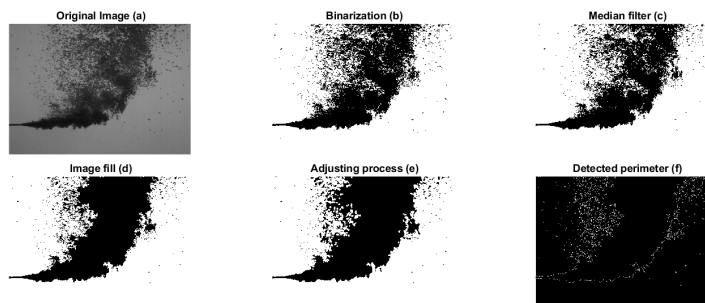 Original Image (a)
Binarization (b)
Median filter (c)
Image fill (d)
Adjusting process (e)
Detected perimeter (f)